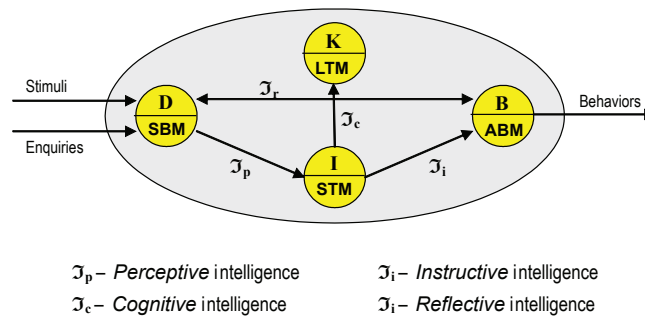 K
LTM
Stimuli
D
SBM
ℑr
B
ABM
Behaviors
Enquiries
ℑc
ℑp
I
STM
ℑi
ℑp – Perceptive intelligence
ℑi – Instructive intelligence
ℑc – Cognitive intelligence
ℑi – Reflective intelligence